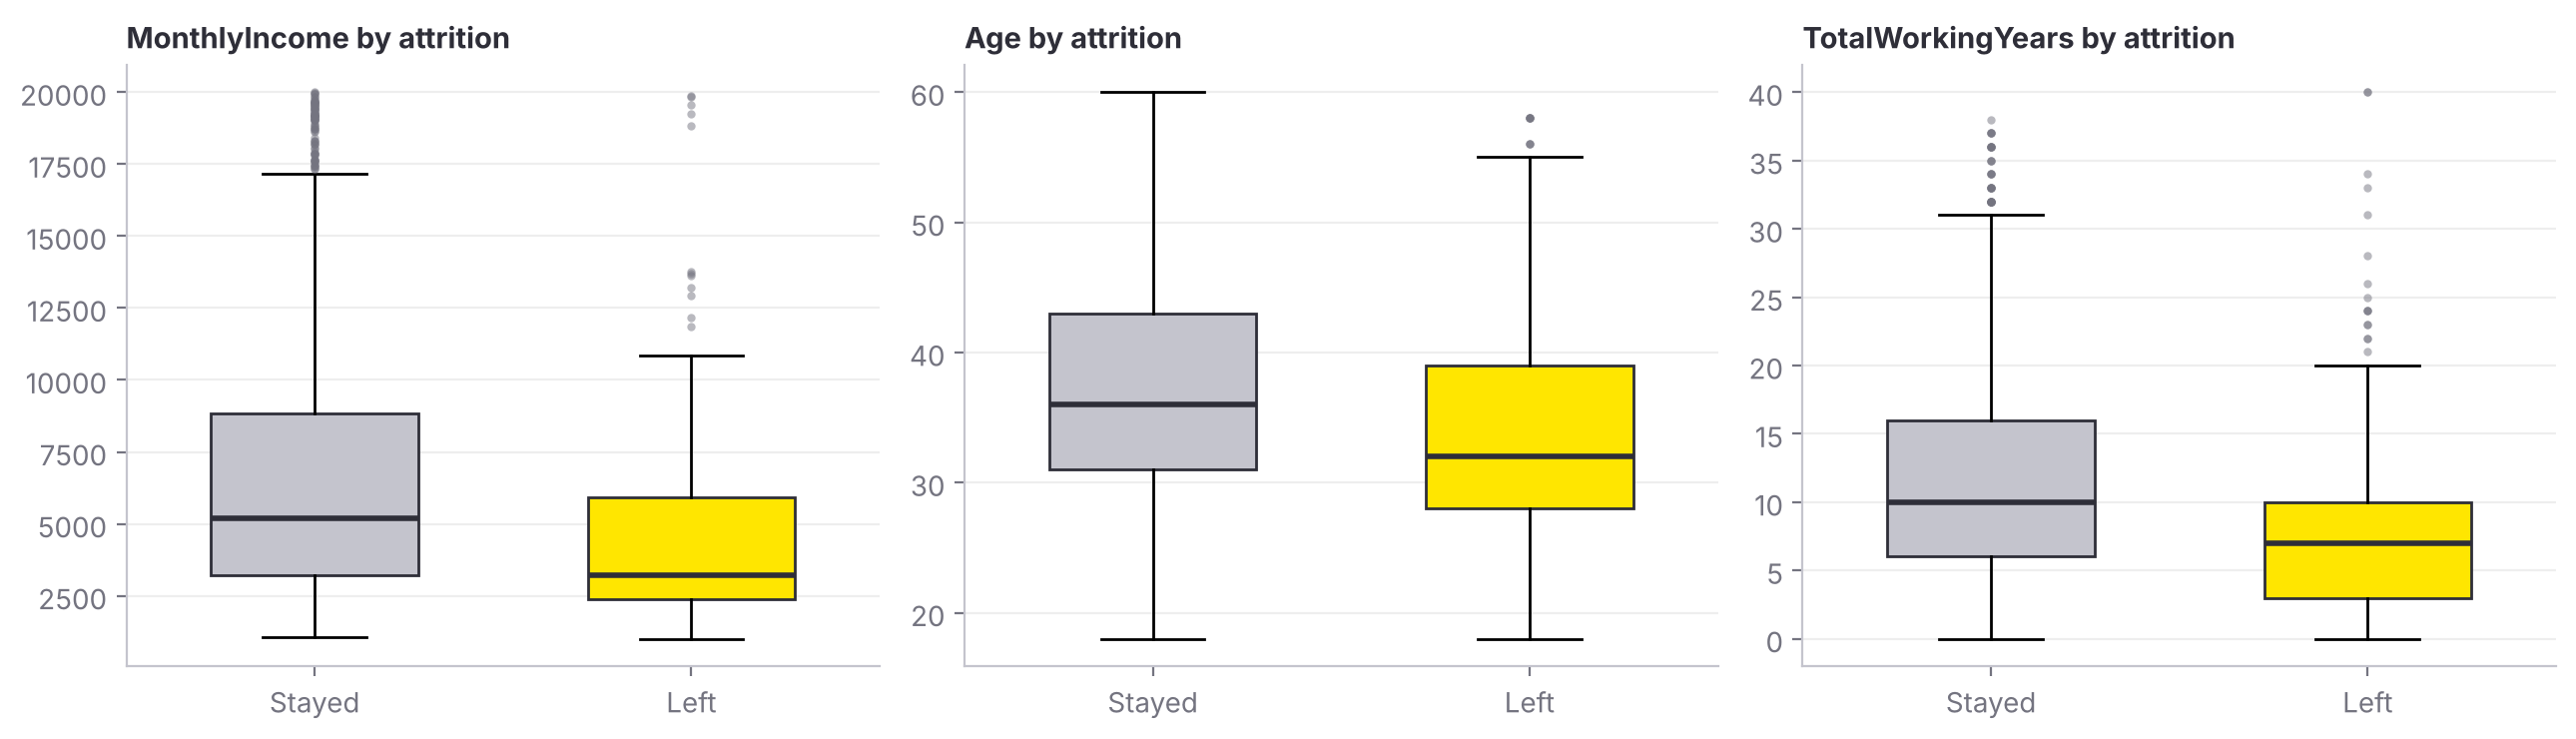 MonthlyIncome by attrition
20000
17500
15000
12500
10000
7500
5000
2500
Stayed
Left
Age by attrition
60
50
40
30
20
Stayed
Left
TotalWorkingYears by attrition
40
35
30
25
20
15
10
5
0
Stayed
Left